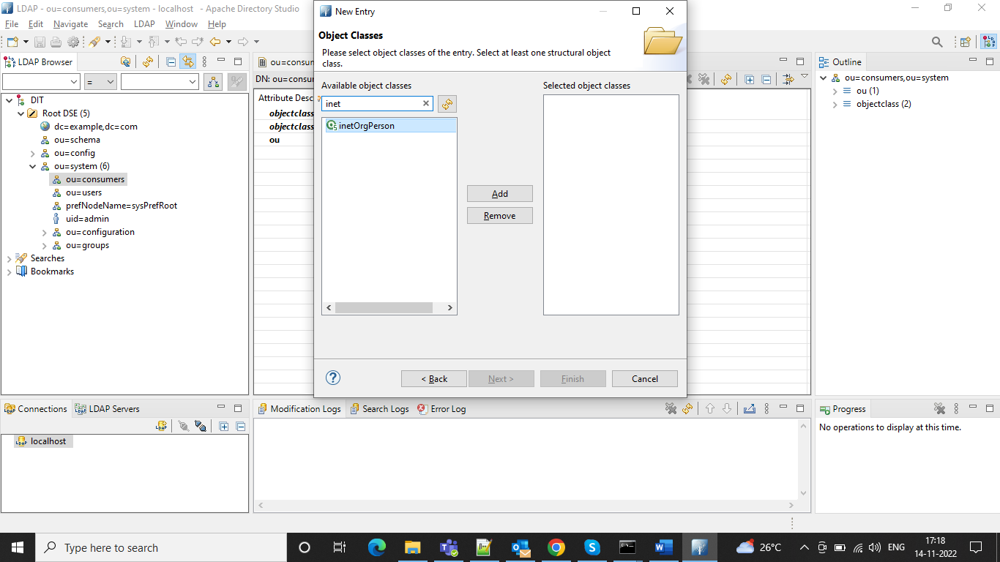 LDAP - ou=consumers,ou=system - localhost - Apache Directory Studio
File Edit Navigate Search LDAP Window Help
LDAP Browser
=
DIT
Root DSE (5)
dc=example,dc=com
ou=schema
ou=config
ou=system (6)
ou=consumers
ou=users
prefNodeName=sysPrefRoot
uid=admin
ou=configuration
ou=groups
Searches
Bookmarks
ou=consun
DN: ou=consur
Attribute Desc
objectclass
objectclass
ou
New Entry
Object Classes
Please select object classes of the entry. Select at least one structural object
class.
Available object classes
inet
inetOrgPerson
Add
Remove
Selected object classes
< Back
Next >
Finish
Cancel
Outline
ou=consumers,ou=system
ou (1)
objectclass (2)
Connections
LDAP Servers
localhost
Modification Logs
Search Logs
Error Log
Progress
No operations to display at this time.
Type here to search
26°C
ENG
17:18
14-11-2022